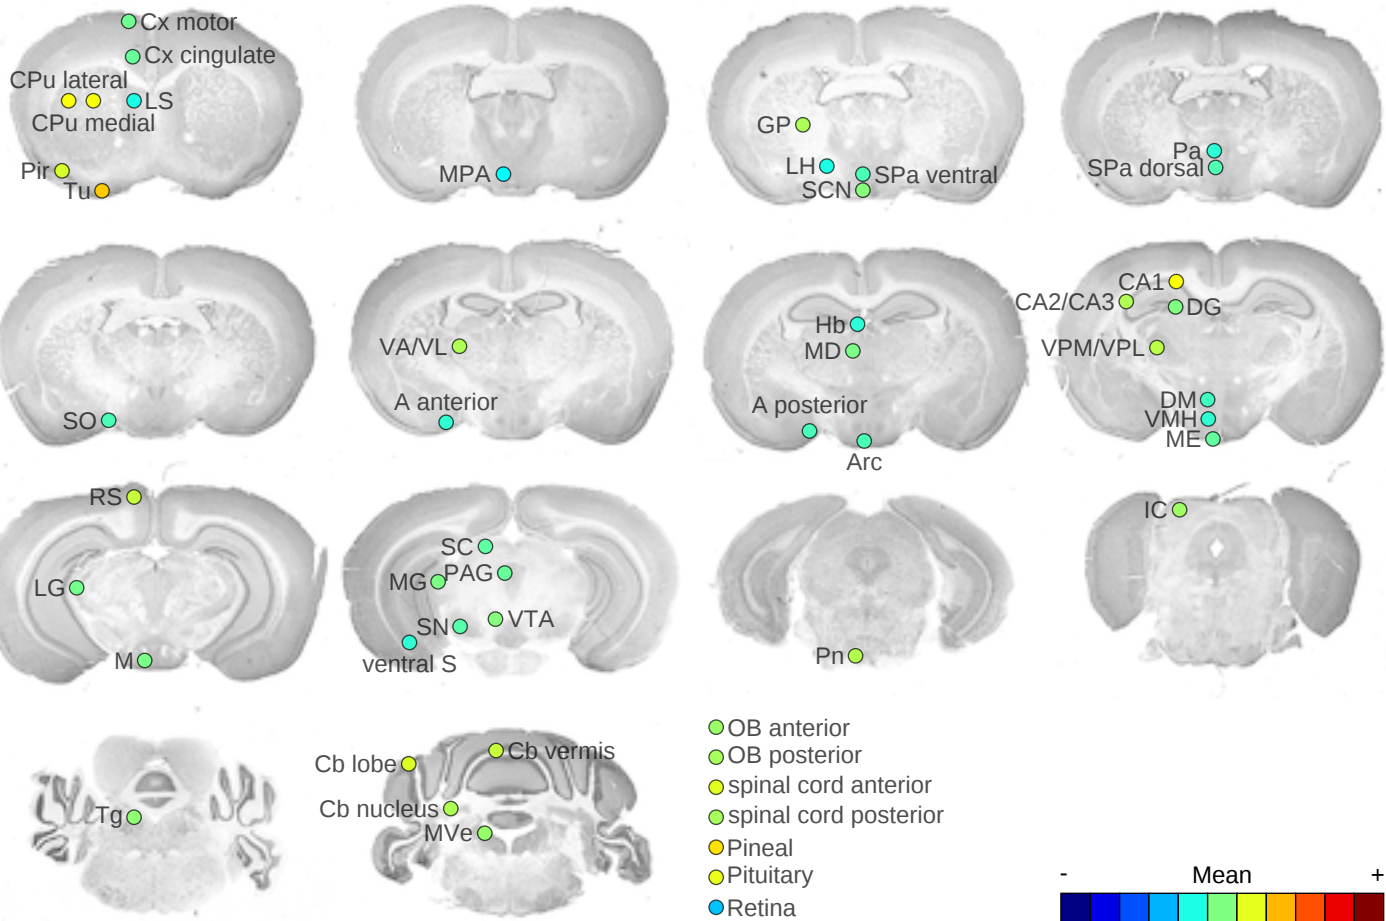 Cx motor
Cx cingulate
CPu lateral
LS
CPu medial
Pir
Tu
MPA
GP
LH
SPa ventral
SCN
Pa
SPa dorsal
SO
VA/VL
A anterior
Hb
MD
A posterior
Arc
CA1
CA2/CA3
DG
VPM/VPL
DM
VMH
ME
RS
LG
M
SC
PAG
MG
VTA
SN
ventral S
Pn
IC
Tg
Cb lobe
Cb vermis
Cb nucleus
MVe
OB anterior
OB posterior
spinal cord anterior
spinal cord posterior
Pineal
Pituitary
Retina
- Mean +